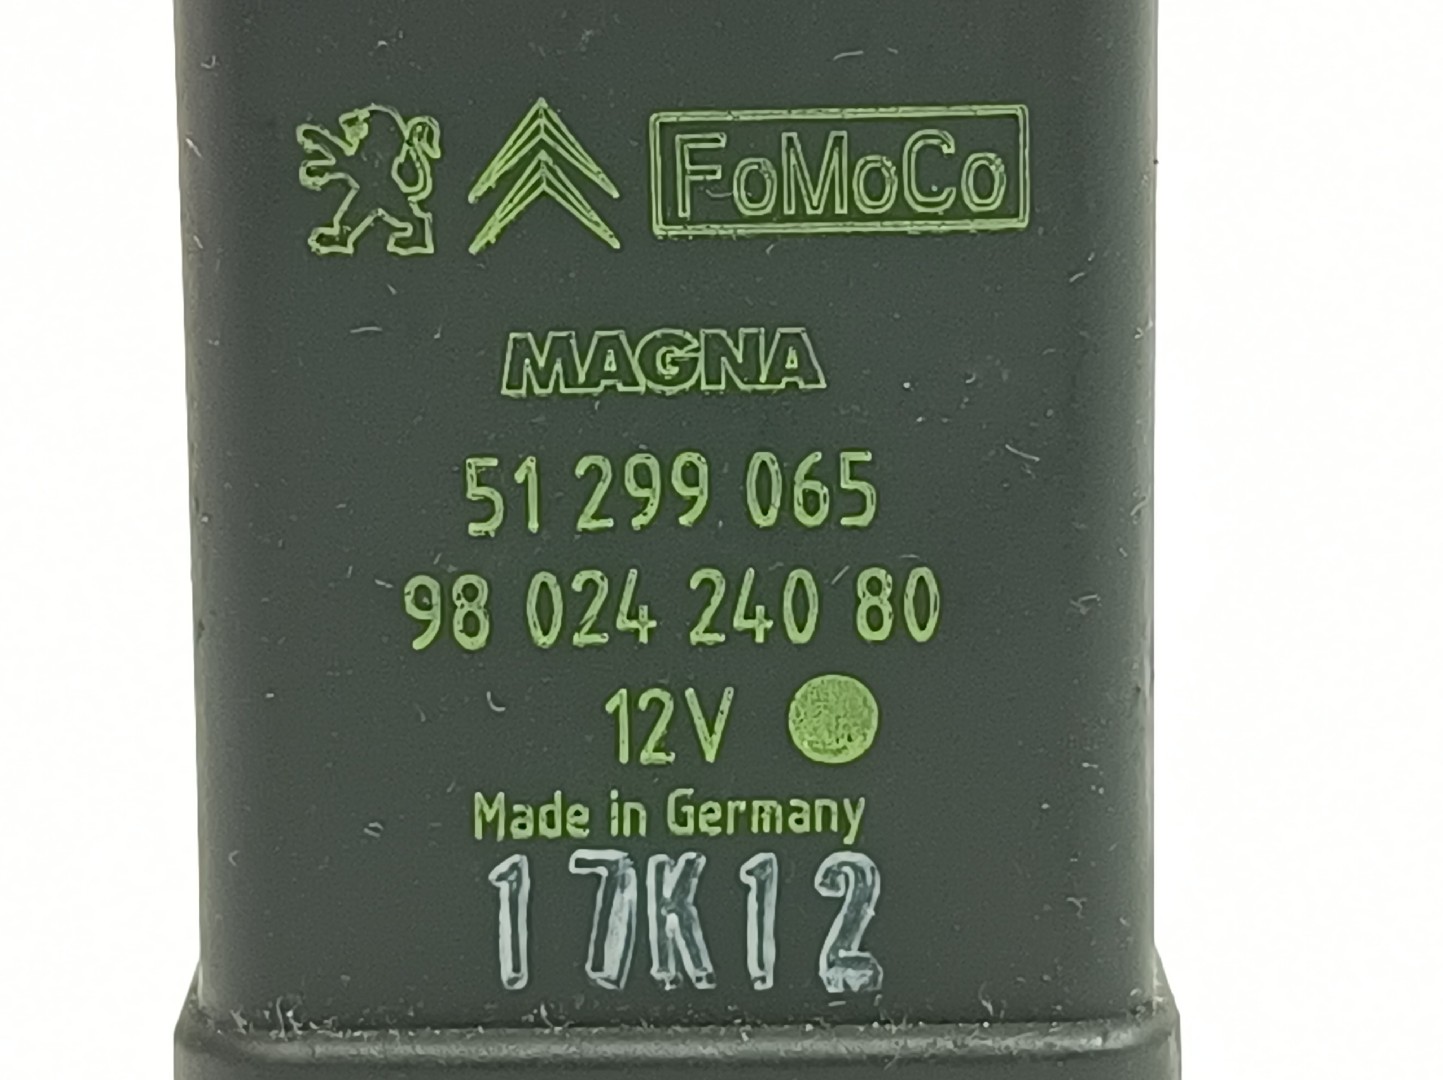 FoMoCo
MAGNA
51 299 065
98 024 240 80
12V
Made in Germany
17K12